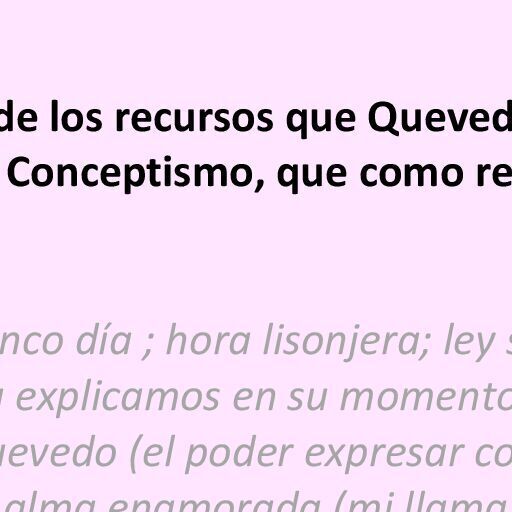 de los recursos que Queved
Conceptismo, que como re
nco día ; hora lisonjera; ley s
explicamos en su momento
uevedo (el poder expresar co
alma enamorada (mi llama